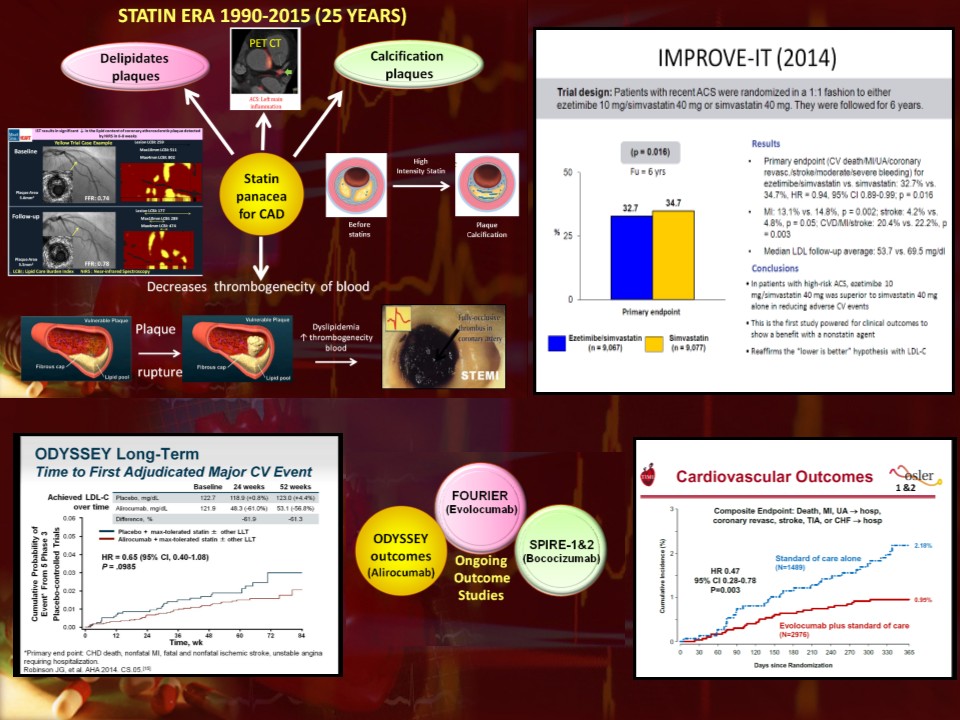 STATIN ERA 1990-2015 (25 YEARS)
Delipidates
plaques
PET CT
ACS-Left main
inflammation
Calcification
plaques
Yellow Trial Case: Example
Baseline
Plaque Area
FFR: 0.74
Follow-up
Plaque Area
FFR: 0.78
LCBI : Lipid Core Burden Index NIRS : Near-infrared Spectroscopy
Statin
panacea
for CAD
High
Intensity Statin
Before
statins
Plaque
Calcification
Decreases thrombogenecity of blood
Vulnerable Plaque
Fibrous cap
Lipid pool
Plaque
rupture
Vulnerable Plaque
Fibrous cap
Lipid pool
Dyslipidemia
↑ thrombogenecity
blood
Fully-occlusive
thrombus in
coronary artery
STEMI
IMPROVE-IT (2014)
Trial design: Patients with recent ACS were randomized in a 1:1 fashion to either
ezetimibe 10 mg/simvastatin 40 mg or simvastatin 40 mg. They were followed for 6 years.
(p = 0.016)
Fu = 6 yrs
50
32.7
34.7
%
25
0
Primary endpoint
Ezetimibe/simvastatin
(n = 9,067)
Simvastatin
(n = 9,077)
Results
• Primary endpoint (CV death/MI/UA/coronary
revasc./stroke/moderate/severe bleeding) for
ezetimibe/simvastatin vs. simvastatin: 32.7% vs.
34.7%, HR = 0.94, 95% CI 0.89-0.99; p = 0.016
• MI: 13.1% vs. 14.8%, p = 0.002; stroke: 4.2% vs.
4.8%, p = 0.05; CVD/MI/stroke: 20.4% vs. 22.2%, p
= 0.003
• Median LDL follow-up average: 53.7 vs. 69.5 mg/dl
Conclusions
• In patients with high-risk ACS, ezetimibe 10
mg/simvastatin 40 mg was superior to simvastatin 40 mg
alone in reducing adverse CV events
• This is the first study powered for clinical outcomes to
show a benefit with a nonstatin agent
• Reaffirms the "lower is better" hypothesis with LDL-C
ODYSSEY Long-Term
Time to First Adjudicated Major CV Event
Achieved LDL-C
over time
Baseline 24 weeks 52 weeks
Placebo, mg/dL 122.7 118.9 (+0.8%) 123.0 (+4.4%)
Alirocumab, mg/dL 121.9 48.3 (-61.0%) 53.1 (-56.8%)
Difference, % -61.9 -61.3
Cumulative Probability of
Event* From 5 Phase 3
Placebo-controlled Trials
0.06
0.05
0.04
0.03
0.02
0.01
0.00
Placebo + max-tolerated statin ± other LLT
Alirocumab + max-tolerated statin ± other LLT
HR = 0.65 (95% CI, 0.40-1.08)
P = .0985
0 12 24 36 48 60 72 84
Time, wk
*Primary end point: CHD death, nonfatal MI, fatal and nonfatal ischemic stroke, unstable angina
requiring hospitalization.
Robinson JG, et al. AHA 2014. CS.05.
FOURIER
(Evolocumab)
ODYSSEY
outcomes
(Alirocumab)
SPIRE-1&2
(Bococizumab)
Ongoing
Outcome
Studies
TIMI
Cardiovascular Outcomes
osler
1 &2
Composite Endpoint: Death, MI, UA → hosp,
coronary revasc, stroke, TIA, or CHF → hosp
Cumulative Incidence (%)
3
2
1
0
HR 0.47
95% CI 0.28-0.78
P=0.003
Standard of care alone
(N=1489)
2.18%
0.95%
Evolocumab plus standard of care
(N=2976)
0 30 60 90 120 150 180 210 240 270 300 330 365
Days since Randomization